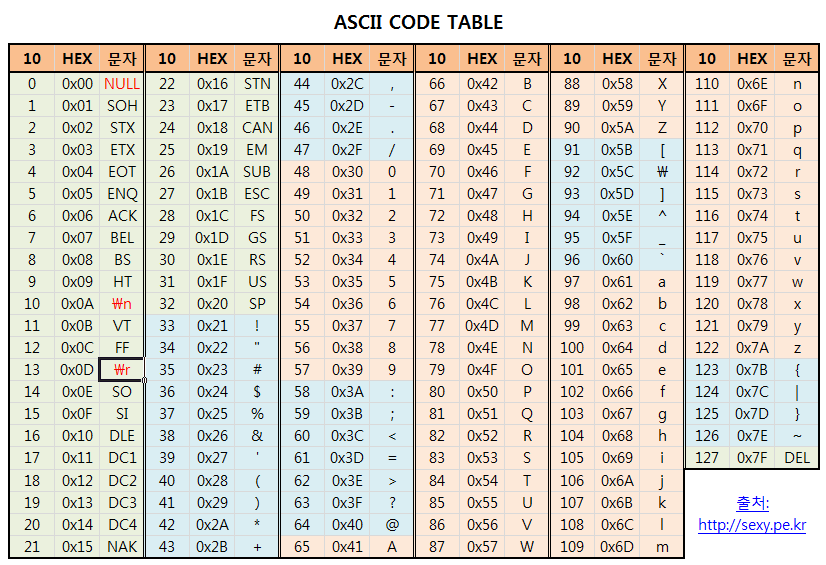 ASCII CODE TABLE
10 HEX 문자 10 HEX 문자 10 HEX 문자 10 HEX 문자 10 HEX 문자 10 HEX 문자
0 0x00 NULL 22 0x16 STN 44 0x2C , 66 0x42 B 88 0x58 X 110 0x6E n
1 0x01 SOH 23 0x17 ETB 45 0x2D - 67 0x43 C 89 0x59 Y 111 0x6F o
2 0x02 STX 24 0x18 CAN 46 0x2E . 68 0x44 D 90 0x5A Z 112 0x70 p
3 0x03 ETX 25 0x19 EM 47 0x2F / 69 0x45 E 91 0x5B [ 113 0x71 q
4 0x04 EOT 26 0x1A SUB 48 0x30 0 70 0x46 F 92 0x5C ₩ 114 0x72 r
5 0x05 ENQ 27 0x1B ESC 49 0x31 1 71 0x47 G 93 0x5D ] 115 0x73 s
6 0x06 ACK 28 0x1C FS 50 0x32 2 72 0x48 H 94 0x5E ^ 116 0x74 t
7 0x07 BEL 29 0x1D GS 51 0x33 3 73 0x49 I 95 0x5F _ 117 0x75 u
8 0x08 BS 30 0x1E RS 52 0x34 4 74 0x4A J 96 0x60 ` 118 0x76 v
9 0x09 HT 31 0x1F US 53 0x35 5 75 0x4B K 97 0x61 a 119 0x77 w
10 0x0A ₩n 32 0x20 SP 54 0x36 6 76 0x4C L 98 0x62 b 120 0x78 x
11 0x0B VT 33 0x21 ! 55 0x37 7 77 0x4D M 99 0x63 c 121 0x79 y
12 0x0C FF 34 0x22 " 56 0x38 8 78 0x4E N 100 0x64 d 122 0x7A z
13 0x0D ₩r 35 0x23 # 57 0x39 9 79 0x4F O 101 0x65 e 123 0x7B {
14 0x0E SO 36 0x24 $ 58 0x3A : 80 0x50 P 102 0x66 f 124 0x7C |
15 0x0F SI 37 0x25 % 59 0x3B ; 81 0x51 Q 103 0x67 g 125 0x7D }
16 0x10 DLE 38 0x26 & 60 0x3C < 82 0x52 R 104 0x68 h 126 0x7E ~
17 0x11 DC1 39 0x27 ' 61 0x3D = 83 0x53 S 105 0x69 i 127 0x7F DEL
18 0x12 DC2 40 0x28 ( 62 0x3E > 84 0x54 T 106 0x6A j
19 0x13 DC3 41 0x29 ) 63 0x3F ? 85 0x55 U 107 0x6B k
20 0x14 DC4 42 0x2A * 64 0x40 @ 86 0x56 V 108 0x6C l
21 0x15 NAK 43 0x2B + 65 0x41 A 87 0x57 W 109 0x6D m
출처:
http://sexy.pe.kr